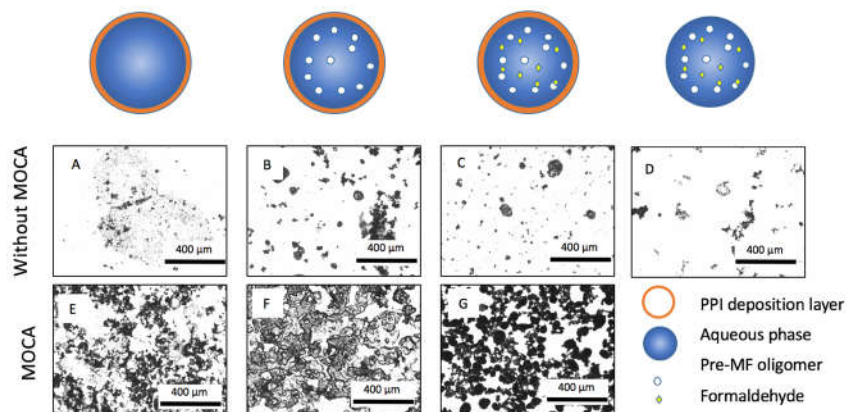 Without MOCA
A
400 µm
B
400 µm
C
400 µm
D
400 µm
MOCA
E
400 µm
F
400 µm
G
400 µm
PPI deposition layer
Aqueous phase
Pre-MF oligomer
Formaldehyde